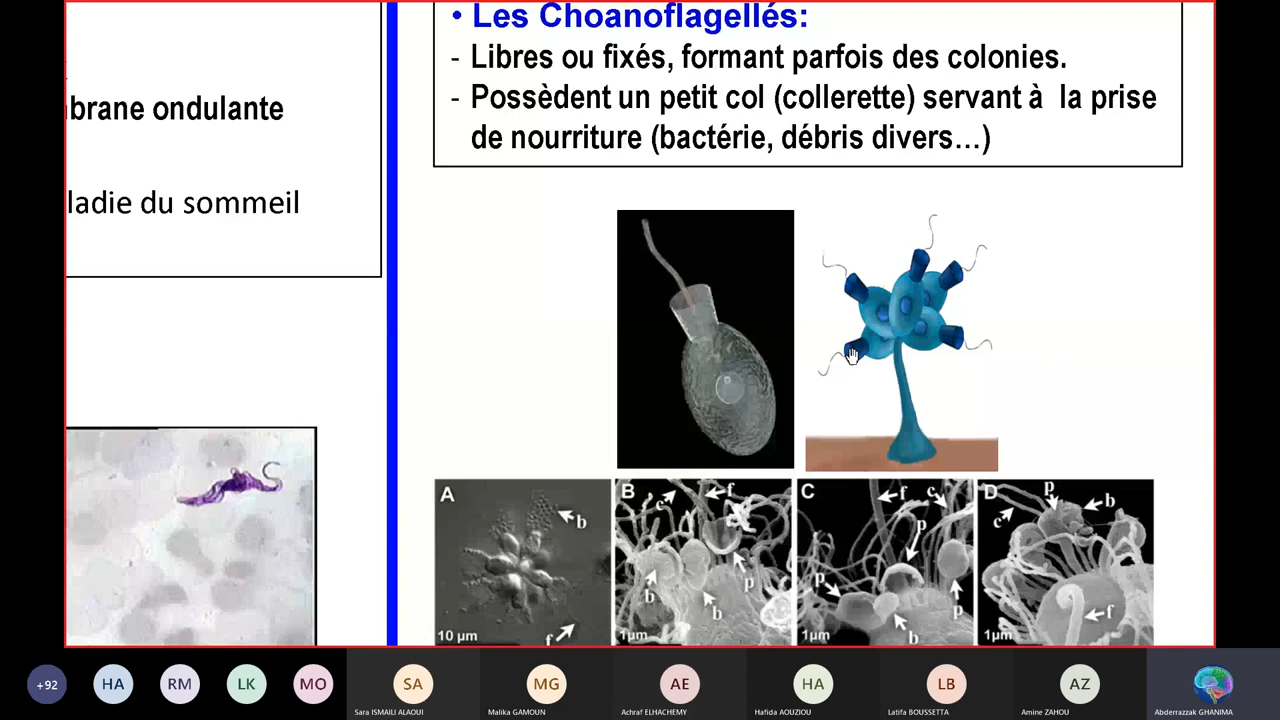 brane ondulante
ladie du sommeil
• Les Choanoflagellés:
- Libres ou fixés, formant parfois des colonies.
- Possèdent un petit col (collerette) servant à la prise
de nourriture (bactérie, débris divers…)
A
b
f
10 µm
B
c
f
b
p
b
1µm
C
f
c
p
p
p
b
1µm
D
p
b
c
f
1µm
+92
HA
RM
LK
MO
SA
Sara ISMAILI ALAOUI
MG
Malika GAMOUN
AE
Achraf ELHACHEMY
HA
Hafida AOUZIOU
LB
Latifa BOUSSETTA
AZ
Amine ZAHOU
Abderrazzak GHANIMA